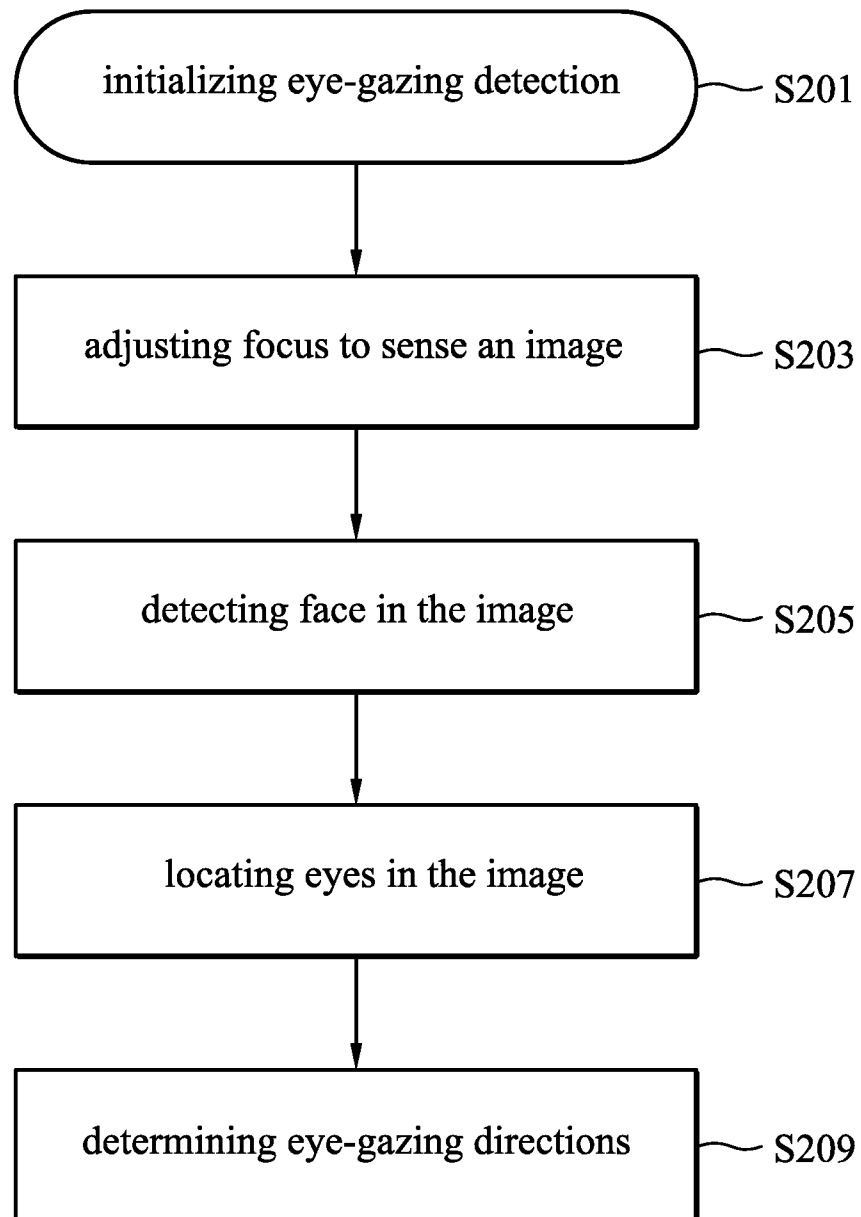 initializing eye-gazing detection S201
adjusting focus to sense an image S203
detecting face in the image S205
locating eyes in the image S207
determining eye-gazing directions S209